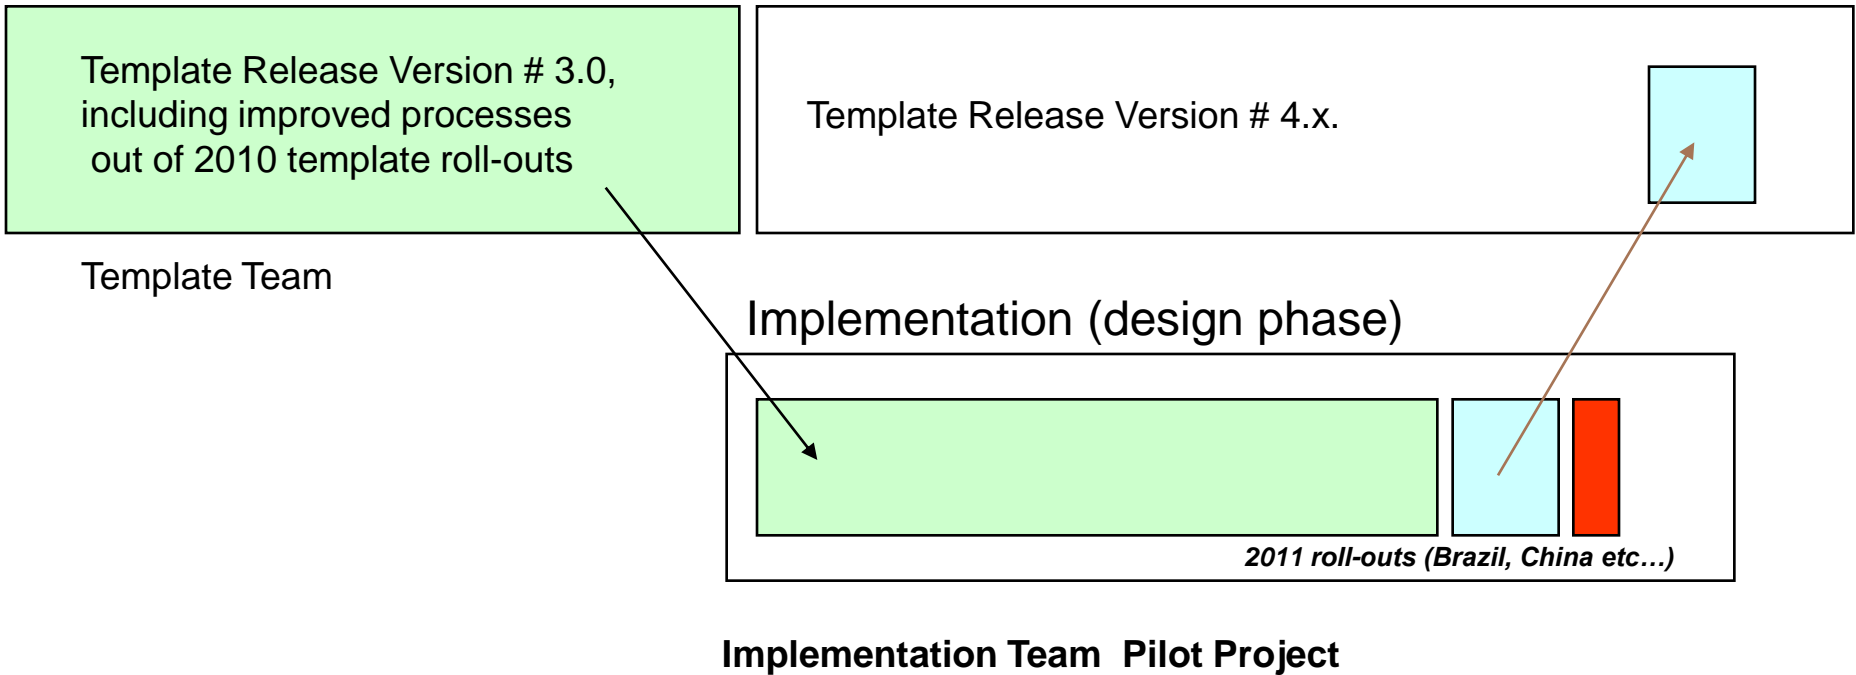 Template Release Version # 3.0,
including improved processes
out of 2010 template roll-outs
Template Release Version # 4.x.
Template Team
Implementation (design phase)
2011 roll-outs (Brazil, China etc…)
Implementation Team  Pilot Project